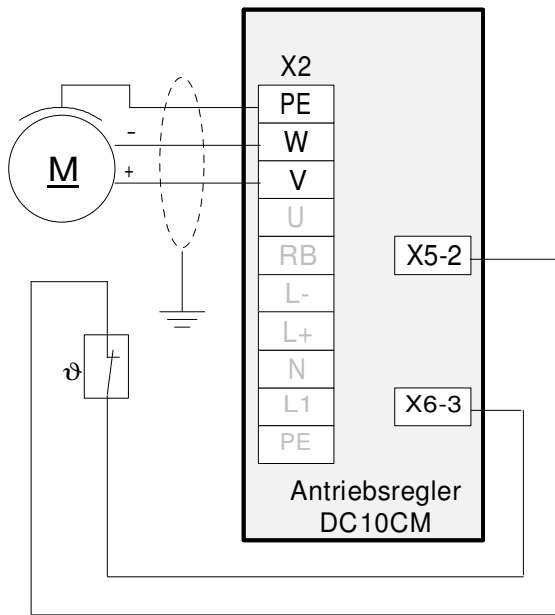 X2
PE
- W
M
+ V
U
RB
X5-2
L-
L+
ϑ
N
L1
X6-3
PE
Antriebsregler
DC10CM